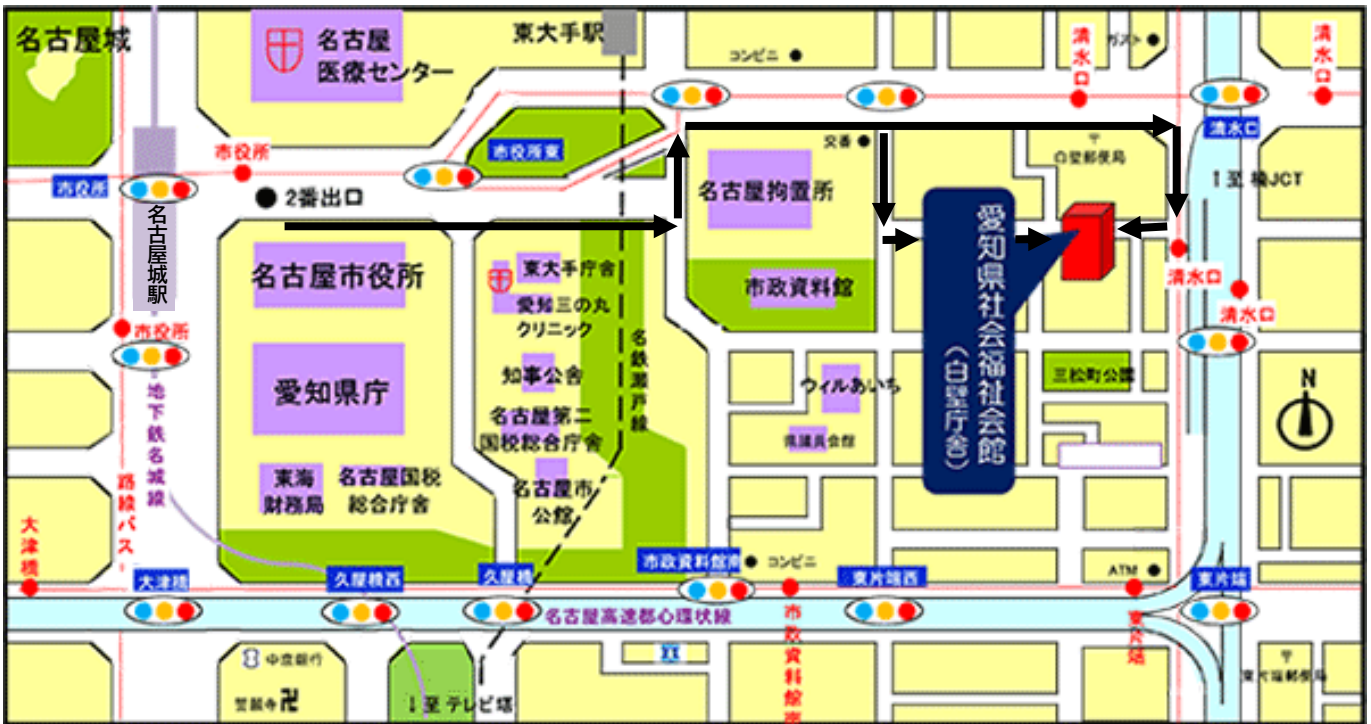 名古屋城
名古屋
医療センター
東大手駅
コンビニ
清水口
ガスト
清水口
市役所
市役所
2番出口
市役所東
交番
名古屋拘置所
〒
白壁郵便局
清水口
至 楠JCT
名古屋城駅
名古屋市役所
東大手庁舎
愛知三の丸
クリニック
市政資料館
愛知県社会福祉会館
(白壁庁舎)
清水口
清水口
市役所
地下鉄名城線
愛知県庁
知事公舎
名古屋第二
国税総合庁舎
名鉄瀬戸線
ウィルあいち
県議員会館
三松町公園
N
東海
財務局
名古屋国税
総合庁舎
名古屋市
公館
路線バス
大津橋
大津橋
久屋橋西
久屋橋
市政資料館南
コンビニ
東片端西
ATM
東片端
名古屋高速都心環状線
市政資料館南
東片端
中京銀行
卍
至 テレビ塔
〒
東片端郵便局